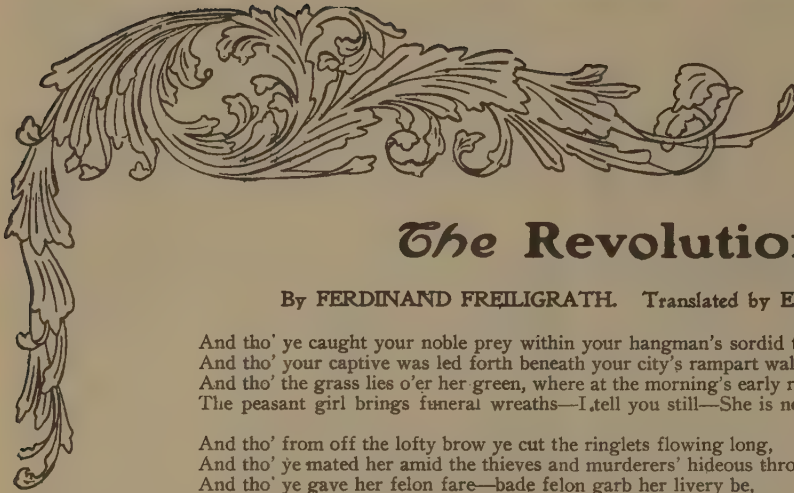 The Revolutio
By FERDINAND FREILIGRATH. Translated by E
And tho' ye caught your noble prey within your hangman's sordid t
And tho' your captive was led forth beneath your city's rampart wal
And tho' the grass lies o'er her green, where at the morning's early r
The peasant girl brings funeral wreaths—I tell you still—She is ne
And tho' from off the lofty brow ye cut the ringlets flowing long,
And tho' ye mated her amid the thieves and murderers' hideous thro
And tho' ye gave her felon fare—bade felon garb her livery be,